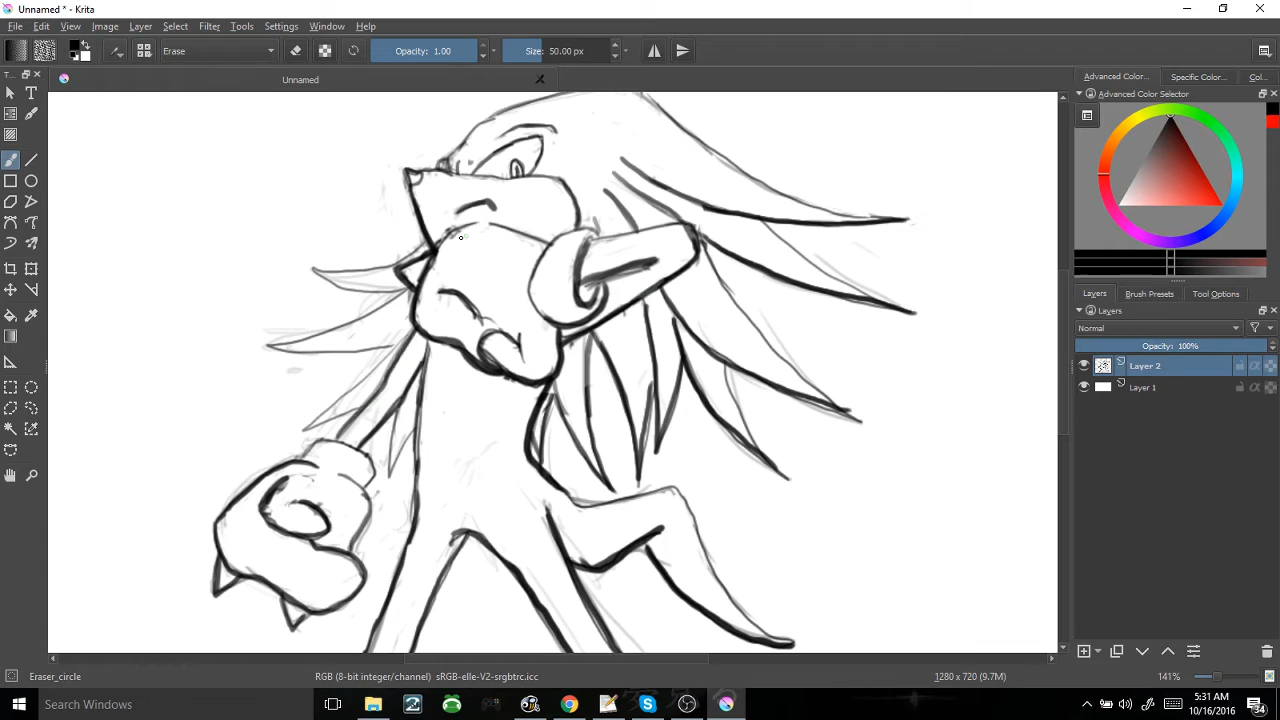 Unnamed * - Krita
File Edit View Image Layer Select Filter Tools Settings Window Help
Erase Opacity: 1.00 Size: 50.00 px
T... Unnamed Advanced Color... Specific Color... Col...
Advanced Color Selector
Layers Brush Presets Tool Options
Layers
Normal
Opacity: 100%
Layer 2
Layer 1
Eraser_circle RGB (8-bit integer/channel) sRGB-elle-V2-srgbtrc.icc 1280 x 720 (9.7M) 141%
Search Windows 5:31 AM
10/16/2016 34